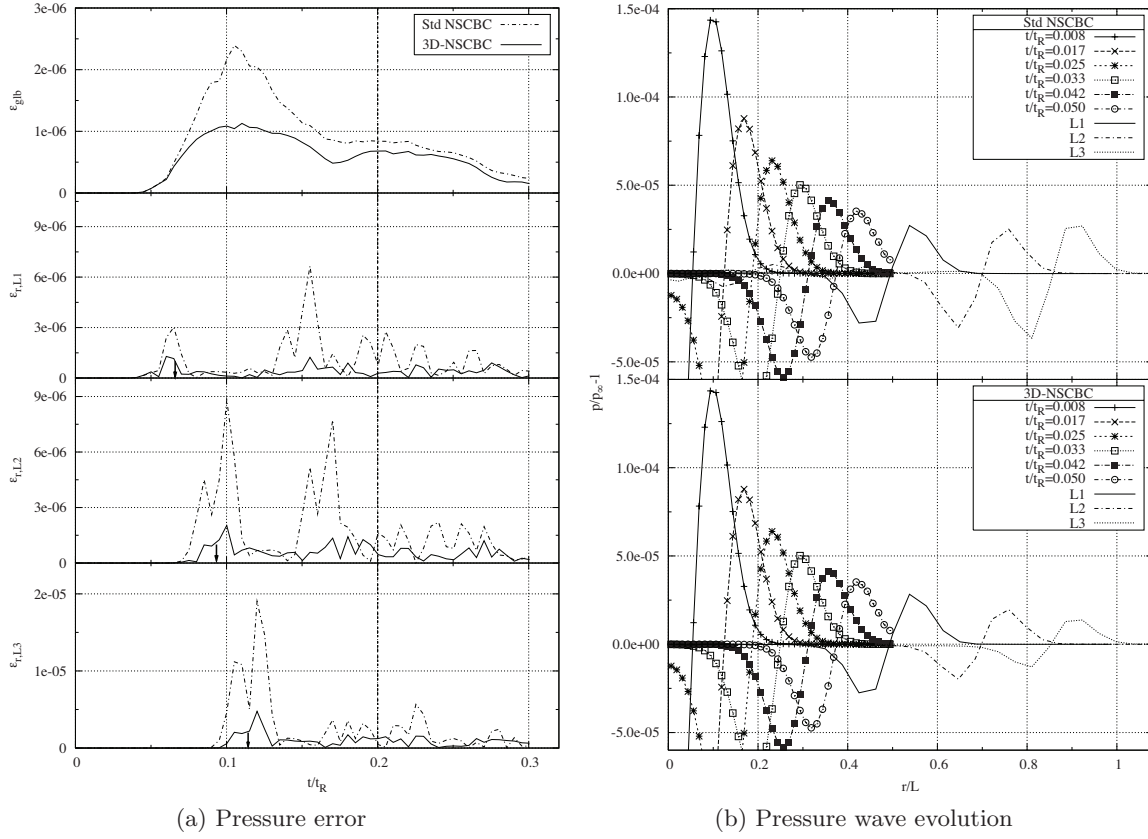 Std NSCBC
3D-NSCBC
3e-06
2e-06
1e-06
0
ε_glb
9e-06
6e-06
3e-06
0
ε_r,L1
9e-06
6e-06
3e-06
0
ε_r,L2
2e-05
1e-05
0
ε_r,L3
0
0.1
0.2
0.3
t/t_R
(a) Pressure error
1.5e-04
1.0e-04
5.0e-05
0.0e+00
-5.0e-05
Std NSCBC
t/t_R=0.008
t/t_R=0.017
t/t_R=0.025
t/t_R=0.033
t/t_R=0.042
t/t_R=0.050
L1
L2
L3
p/p_∞-1
1.5e-04
1.0e-04
5.0e-05
0.0e+00
-5.0e-05
3D-NSCBC
t/t_R=0.008
t/t_R=0.017
t/t_R=0.025
t/t_R=0.033
t/t_R=0.042
t/t_R=0.050
L1
L2
L3
0
0.2
0.4
0.6
0.8
1
r/L
(b) Pressure wave evolution